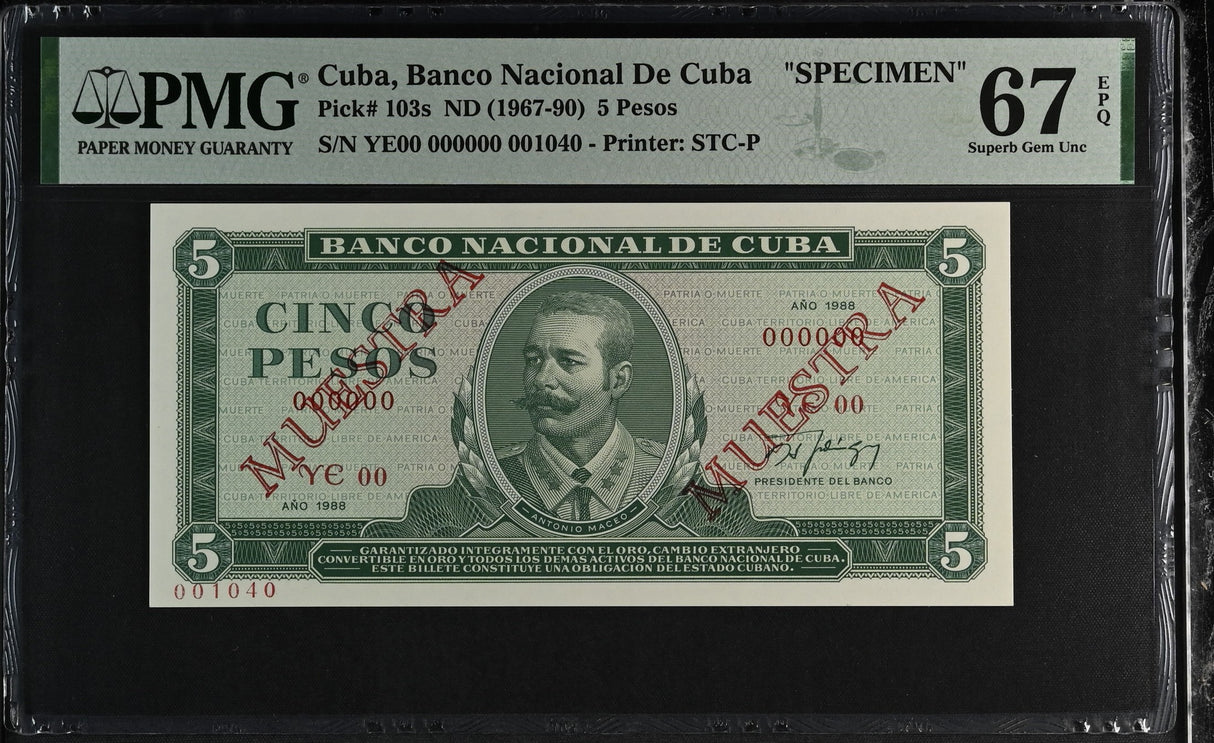 PMG®
PAPER MONEY GUARANTY
Cuba, Banco Nacional De Cuba "SPECIMEN"
Pick# 103s ND (1967-90) 5 Pesos
S/N YE00 000000 001040 - Printer: STC-P
67
EPQ
Superb Gem Unc
5 BANCO NACIONAL DE CUBA 5
CINCO
PESOS
000000
YE 00
AÑO 1988
MUESTRA
ANTONIO MACEO
AÑO 1988
000000
YE 00
MUESTRA
PRESIDENTE DEL BANCO
PATRIA O MUERTE
CUBA TERRITORIO LIBRE DE AMERICA
5 GARANTIZADO INTEGRAMENTE CON EL ORO, CAMBIO EXTRANJERO 5
CONVERTIBLE EN ORO Y TODOS LOS DEMAS ACTIVOS DEL BANCO NACIONAL DE CUBA.
ESTE BILLETE CONSTITUYE UNA OBLIGACION DEL ESTADO CUBANO.
001040